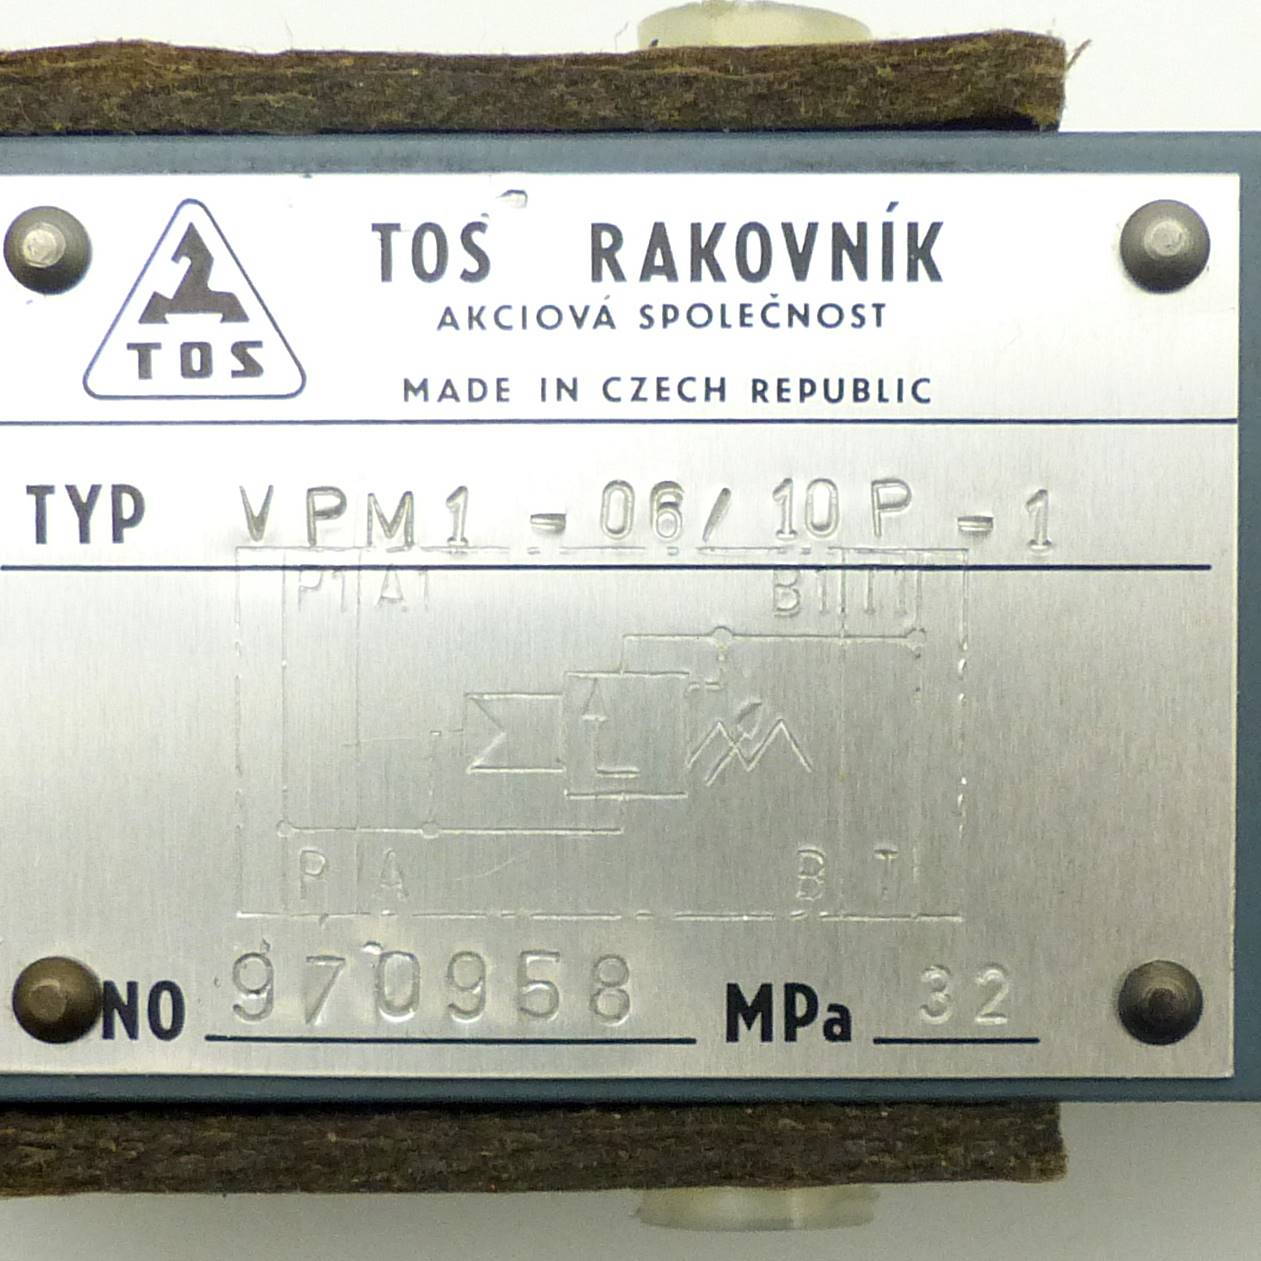 TOS
TOS RAKOVNÍK
AKCIOVÁ SPOLEČNOST
MADE IN CZECH REPUBLIC
TYP VPM1-06/10P-1
P1 A1 B1 T1
P A B T
NO 970958 MPa 32